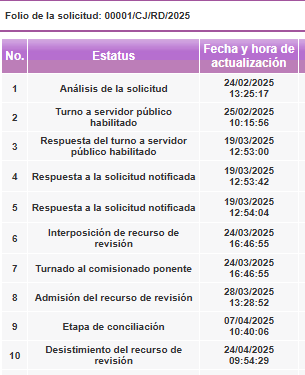 Folio de la solicitud: 00001/CJ/RD/2025
No. Estatus Fecha y hora de
actualización
1 Análisis de la solicitud 24/02/2025
13:25:17
2 Turno a servidor público
habilitado 25/02/2025
10:15:56
3 Respuesta del turno a servidor
público habilitado 19/03/2025
12:53:00
4 Respuesta a la solicitud notificada 19/03/2025
12:53:42
5 Respuesta a la solicitud notificada 19/03/2025
12:54:04
6 Interposición de recurso de
revisión 24/03/2025
16:46:55
7 Turnado al comisionado ponente 24/03/2025
16:46:55
8 Admisión del recurso de revisión 28/03/2025
13:28:52
9 Etapa de conciliación 07/04/2025
10:40:06
10 Desistimiento del recurso de
revisión 24/04/2025
09:54:29